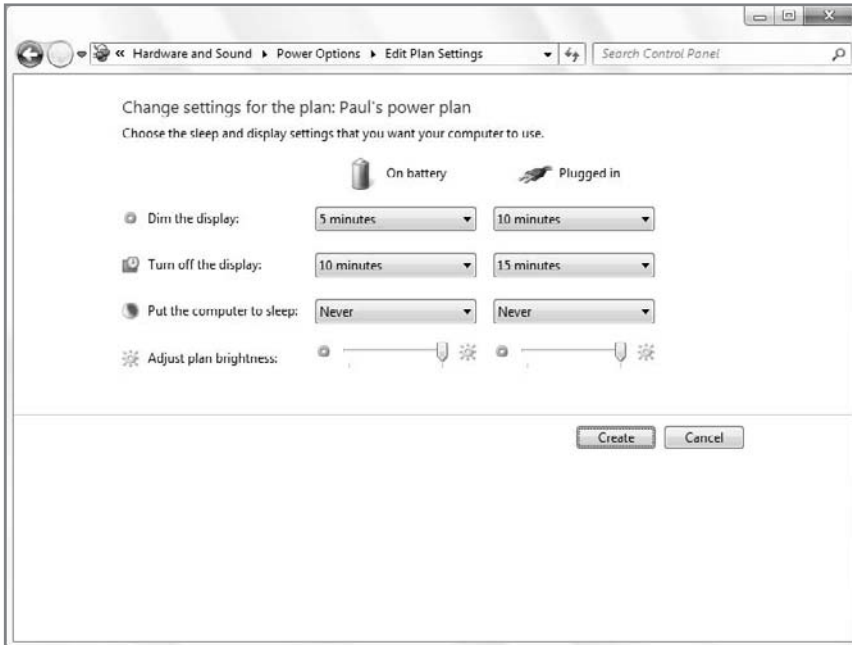 « Hardware and Sound ▸ Power Options ▸ Edit Plan Settings Search Control Panel
Change settings for the plan: Paul's power plan
Choose the sleep and display settings that you want your computer to use.
On battery Plugged in
Dim the display: 5 minutes 10 minutes
Turn off the display: 10 minutes 15 minutes
Put the computer to sleep: Never Never
Adjust plan brightness:
Create Cancel